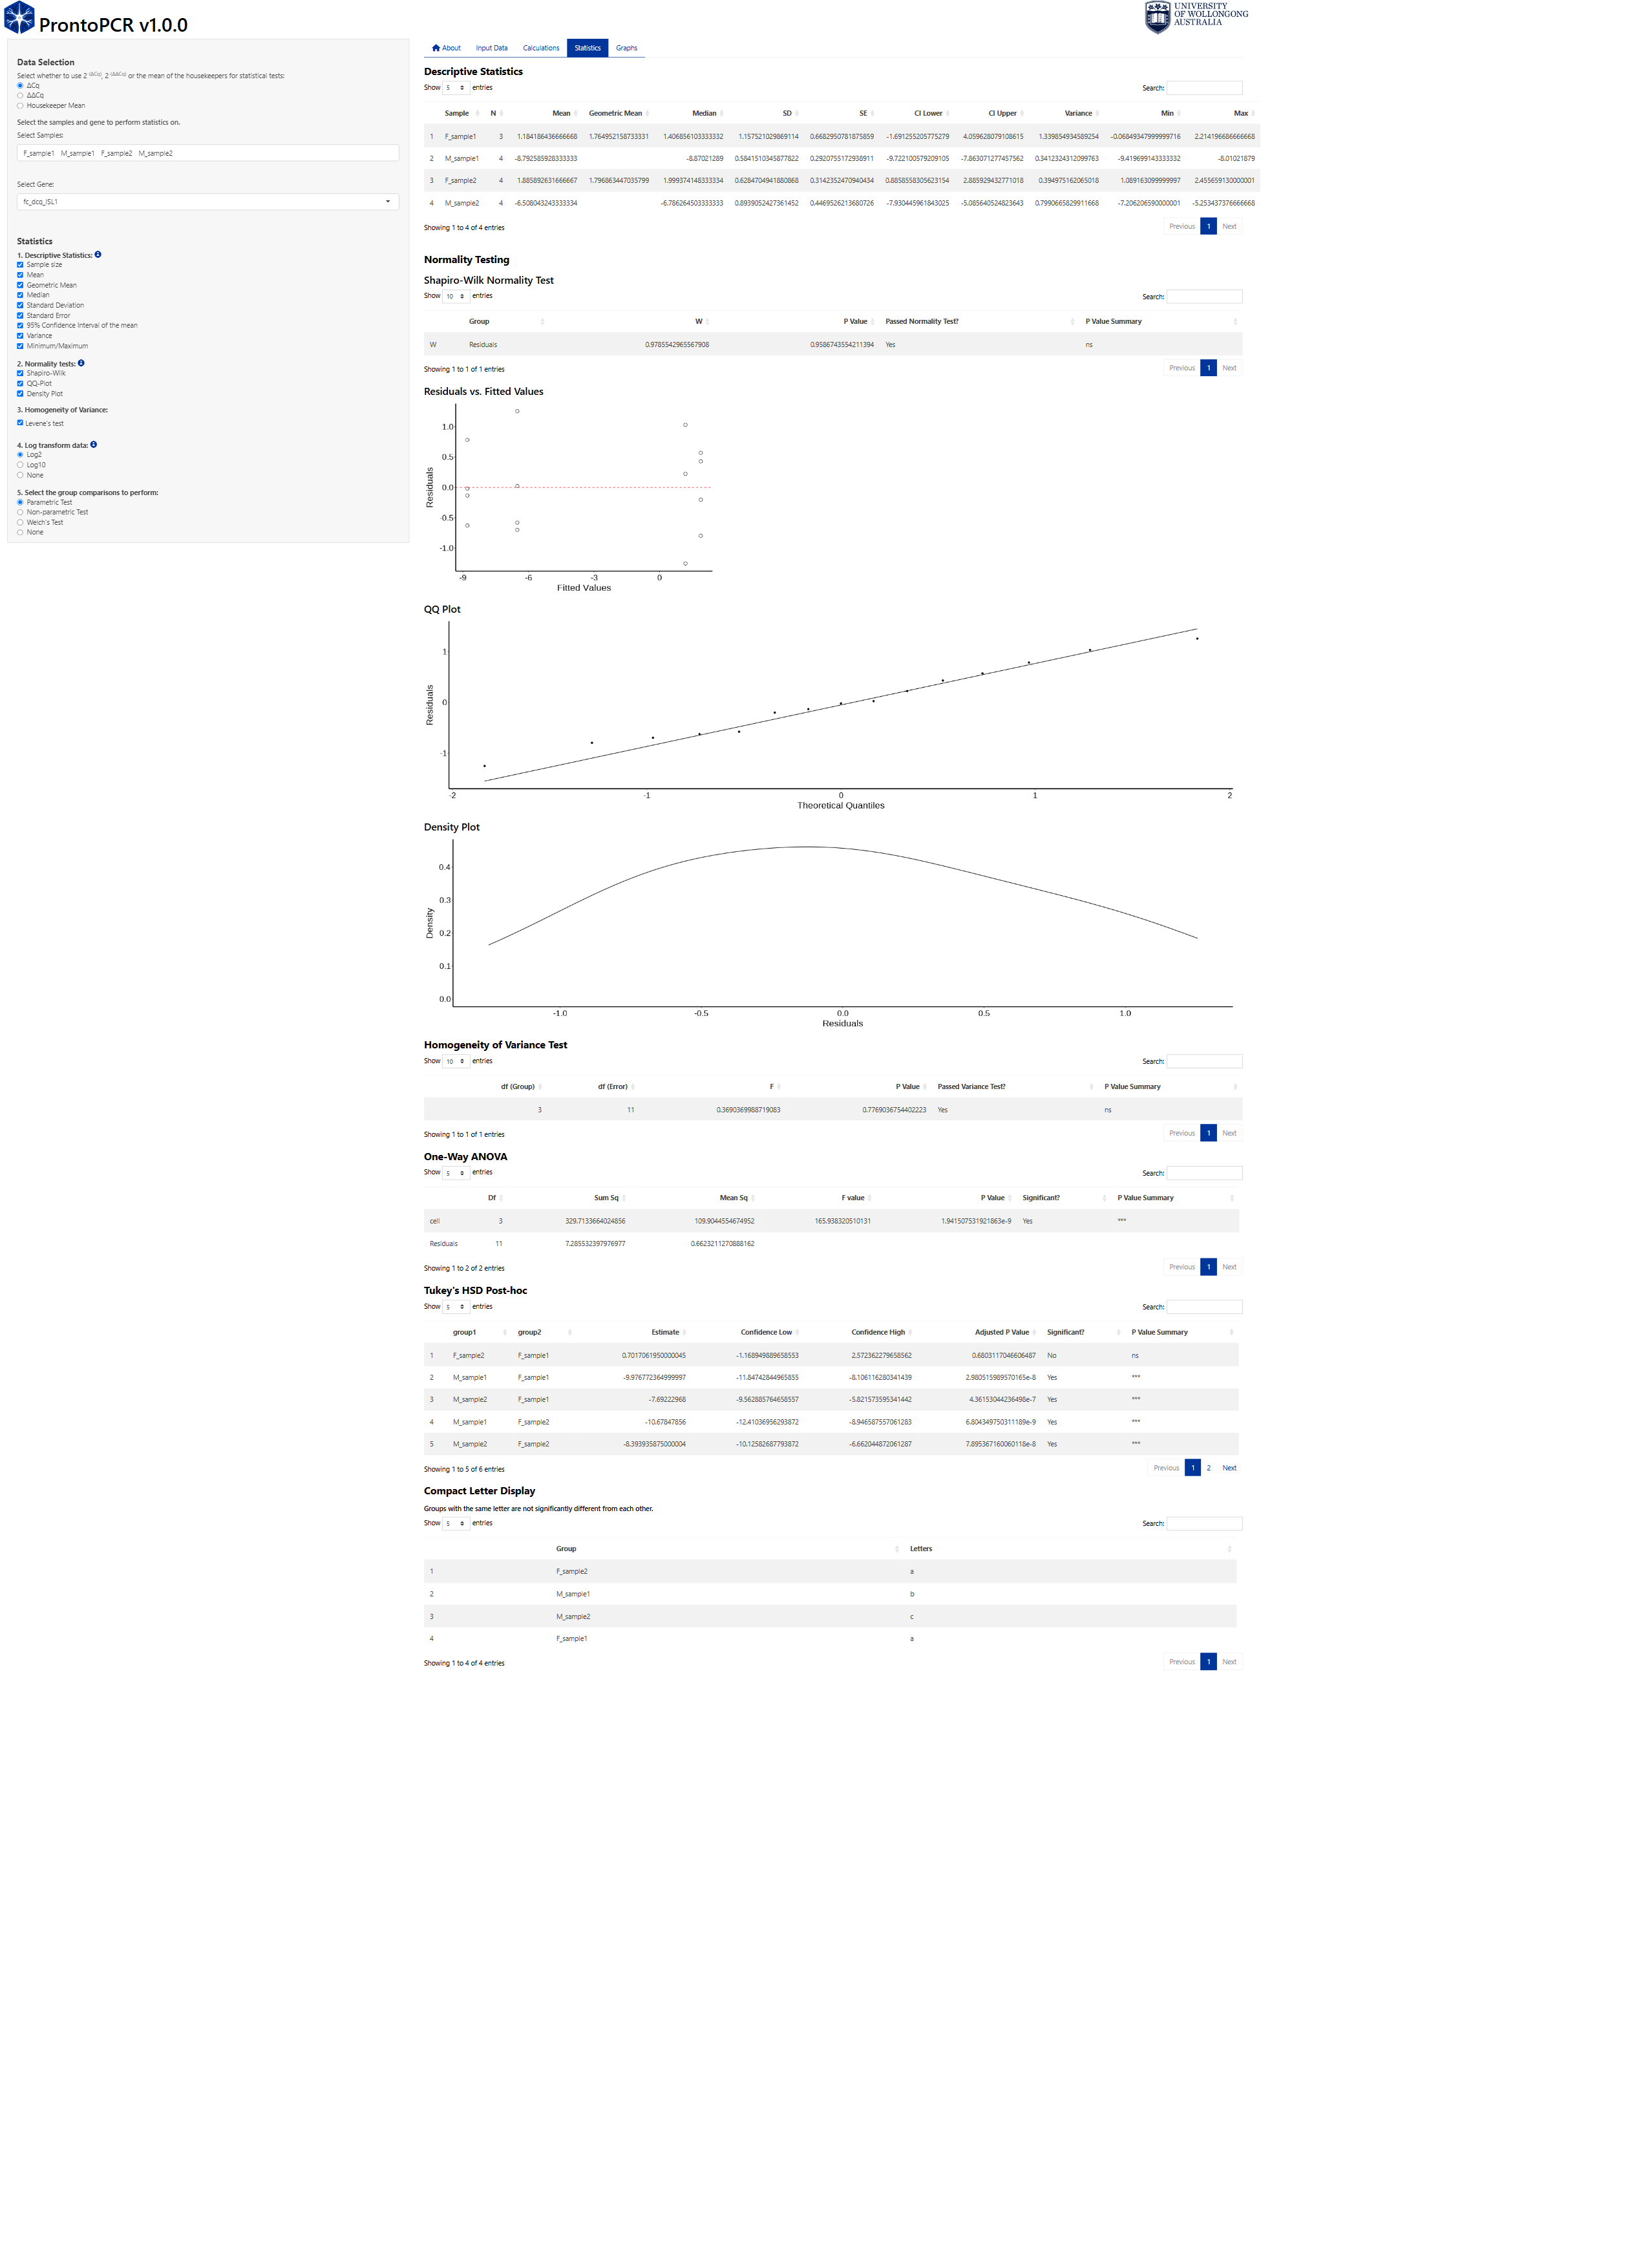 ProntoPCR v1.0.0
UNIVERSITY
OF WOLLONGONG
AUSTRALIA
Data Selection
Select whether to use 2 (ΔCq), 2 (ΔΔCq) or the mean of the housekeepers for statistical tests:
ΔCq
ΔΔCq
Housekeeper Mean
Select the samples and gene to perform statistics on.
Select Samples:
F_sample1 M_sample1 F_sample2 M_sample2
Select Gene:
fc_dcq_ISL1
Statistics
1. Descriptive Statistics:
Sample size
Mean
Geometric Mean
Median
Standard Deviation
Standard Error
95% Confidence Interval of the mean
Variance
Minimum/Maximum
2. Normality tests:
Shapiro-Wilk
QQ-Plot
Density Plot
3. Homogeneity of Variance:
Levene's test
4. Log transform data:
Log2
Log10
None
5. Select the group comparisons to perform:
Parametric Test
Non-parametric Test
Welch's Test
None
About Input Data Calculations Statistics Graphs
Descriptive Statistics
Show 5 entries Search:
Sample N Mean Geometric Mean Median SD SE CI Lower CI Upper Variance Min Max
1 F_sample1 3 1.184186436666668 1.764952158733331 1.406856103333332 1.157521029869114 0.6682950781875859 -1.691255205775279 4.059628079108615 1.339854934589254 -0.06849347999999716 2.214196686666668
2 M_sample1 4 -8.792585928333333 -8.87021289 0.5841510345877822 0.2920755172938911 -9.722100579209105 -7.863071277457562 0.3412324312099763 -9.419699143333332 -8.01021879
3 F_sample2 4 1.885892631666667 1.796863447035799 1.999374148333334 0.6284704941880868 0.3142352470940434 0.8858558305623154 2.885929432771018 0.394975162065018 1.089163099999997 2.455659130000001
4 M_sample2 4 -6.508043243333334 -6.786264503333333 0.8939052427361452 0.4469526213680726 -7.930445961843025 -5.085640524823643 0.7990665829911668 -7.206206590000001 -5.253437376666668
Showing 1 to 4 of 4 entries Previous 1 Next
Normality Testing
Shapiro-Wilk Normality Test
Show 10 entries Search:
Group W P Value Passed Normality Test? P Value Summary
W Residuals 0.9785542965567908 0.9586743554211394 Yes ns
Showing 1 to 1 of 1 entries Previous 1 Next
Residuals vs. Fitted Values
1.0
0.5
0.0
-0.5
-1.0
Residuals
-9 -6 -3 0
Fitted Values
QQ Plot
1
0
-1
Residuals
-2 -1 0 1 2
Theoretical Quantiles
Density Plot
0.4
0.3
0.2
0.1
0.0
Density
-1.0 -0.5 0.0 0.5 1.0
Residuals
Homogeneity of Variance Test
Show 10 entries Search:
df (Group) df (Error) F P Value Passed Variance Test? P Value Summary
3 11 0.3690369988719083 0.7769036754402223 Yes ns
Showing 1 to 1 of 1 entries Previous 1 Next
One-Way ANOVA
Show 5 entries Search:
Df Sum Sq Mean Sq F value P Value Significant? P Value Summary
cell 3 329.7133664024856 109.9044554674952 165.938320510131 1.941507531921863e-9 Yes ***
Residuals 11 7.285532397976977 0.6623211270888162
Showing 1 to 2 of 2 entries Previous 1 Next
Tukey's HSD Post-hoc
Show 5 entries Search:
group1 group2 Estimate Confidence Low Confidence High Adjusted P Value Significant? P Value Summary
1 F_sample2 F_sample1 0.7017061950000045 -1.168949889658553 2.572362279658562 0.6803117046606487 No ns
2 M_sample1 F_sample1 -9.976772364999997 -11.84742844965855 -8.106116280341439 2.980515989570165e-8 Yes ***
3 M_sample2 F_sample1 -7.69222968 -9.562885764658557 -5.821573595341442 4.36153044236498e-7 Yes ***
4 M_sample1 F_sample2 -10.67847856 -12.41036956293872 -8.946587557061283 6.804349750311189e-9 Yes ***
5 M_sample2 F_sample2 -8.393935875000004 -10.12582687793872 -6.662044872061287 7.895367160060118e-8 Yes ***
Showing 1 to 5 of 6 entries Previous 1 2 Next
Compact Letter Display
Groups with the same letter are not significantly different from each other.
Show 5 entries Search:
Group Letters
1 F_sample2 a
2 M_sample1 b
3 M_sample2 c
4 F_sample1 a
Showing 1 to 4 of 4 entries Previous 1 Next